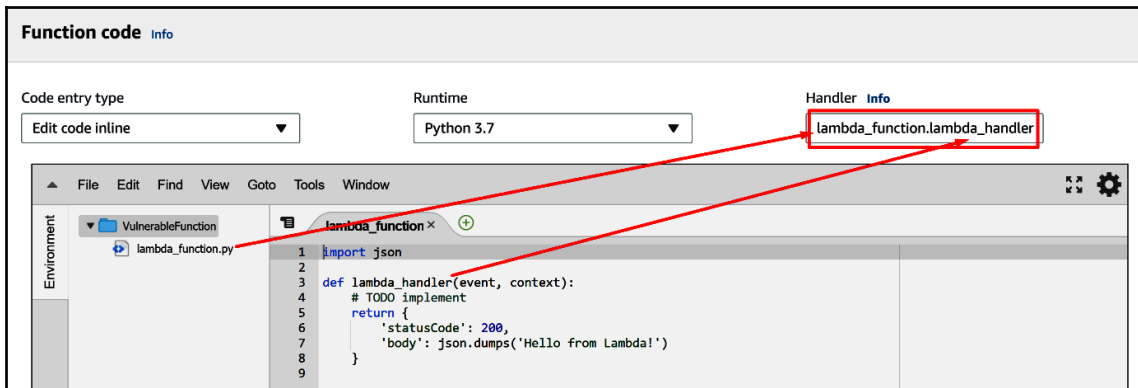 Function code Info
Code entry type
Runtime
Handler Info
Edit code inline
Python 3.7
lambda_function.lambda_handler
File Edit Find View Goto Tools Window
Environment
VulnerableFunction
lambda_function.py
lambda_function ×
1 import json
2
3 def lambda_handler(event, context):
4     # TODO implement
5     return {
6         'statusCode': 200,
7         'body': json.dumps('Hello from Lambda!')
8     }
9